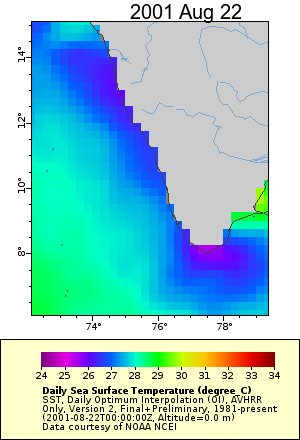 2001 Aug 22
14°
12°
10°
8°
74° 76° 78°
24 25 26 27 28 29 30 31 32 33 34
Daily Sea Surface Temperature (degree_C)
SST, Daily Optimum Interpolation (OI), AVHRR
Only, Version 2, Final+Preliminary, 1981-present
(2001-08-22T00:00:00Z, Altitude=0.0 m)
Data courtesy of NOAA NCEI